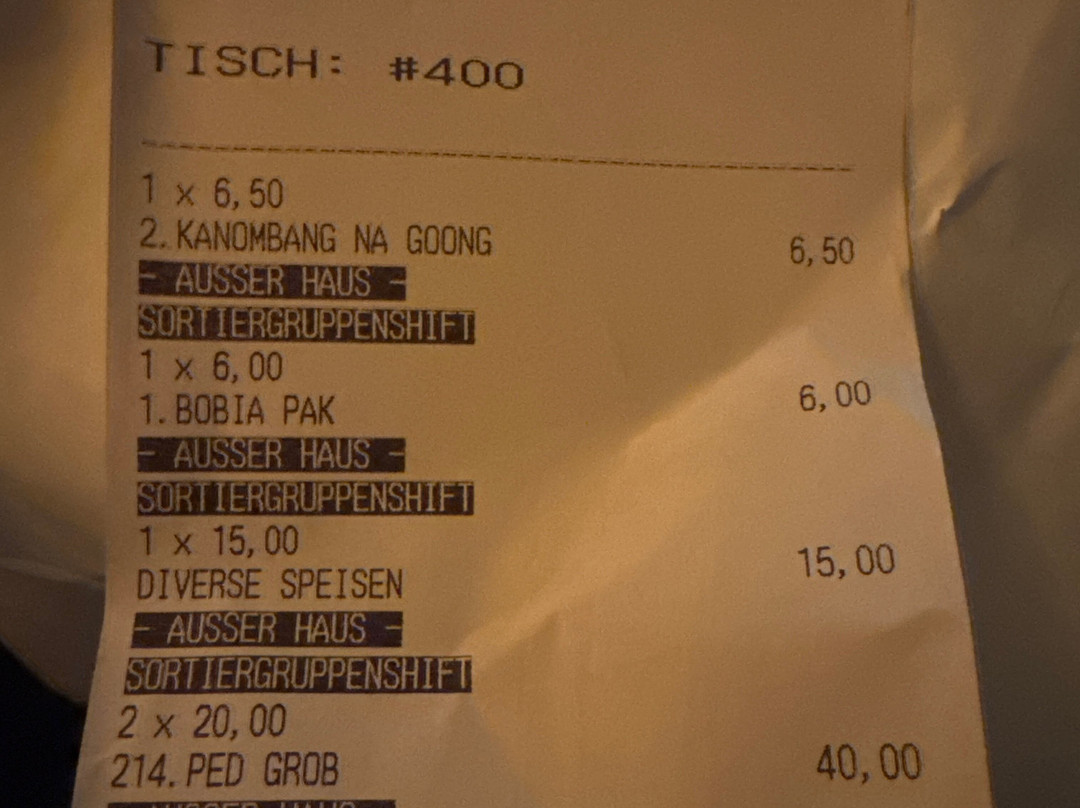 TISCH: #400
1 x 6,50
2. KANOMBANG NA GOONG 6,50
- AUSSER HAUS -
SORTIERGRUPPENSHIFT
1 x 6,00
1. BOBIA PAK 6,00
- AUSSER HAUS -
SORTIERGRUPPENSHIFT
1 x 15,00
DIVERSE SPEISEN 15,00
- AUSSER HAUS -
SORTIERGRUPPENSHIFT
2 x 20,00
214. PED GROB 40,00
- AUSSER HAUS -